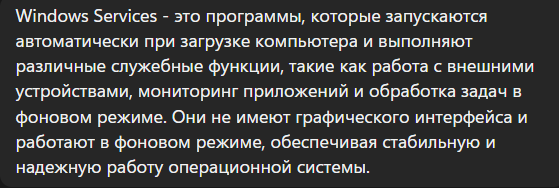 Windows Services - это программы, которые запускаются
автоматически при загрузке компьютера и выполняют
различные служебные функции, такие как работа с внешними
устройствами, мониторинг приложений и обработка задач в
фоновом режиме. Они не имеют графического интерфейса и
работают в фоновом режиме, обеспечивая стабильную и
надежную работу операционной системы.